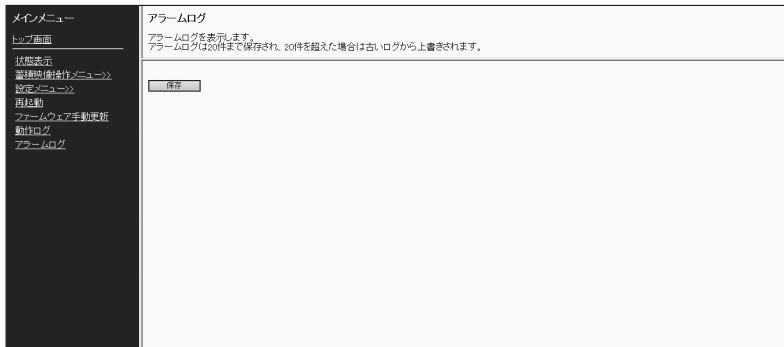 メインメニュー
トップ画面
状態表示
蓄積映像操作メニュー>>
設定メニュー>>
再起動
ファームウェア手動更新
動作ログ
アラームログ
アラームログ
アラームログを表示します。
アラームログは20件まで保存され、20件を超えた場合は古いログから上書きされます。
保存